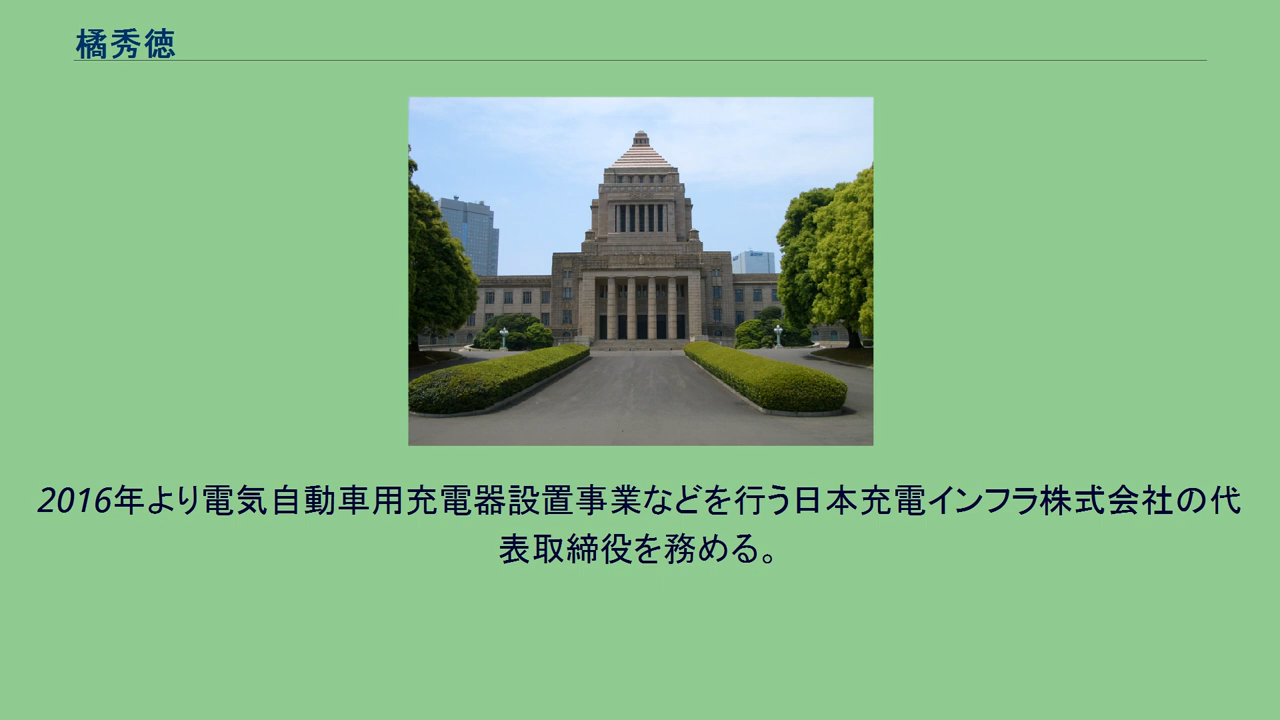 橘秀徳
2016年より電気自動車用充電器設置事業などを行う日本充電インフラ株式会社の代
表取締役を務める。